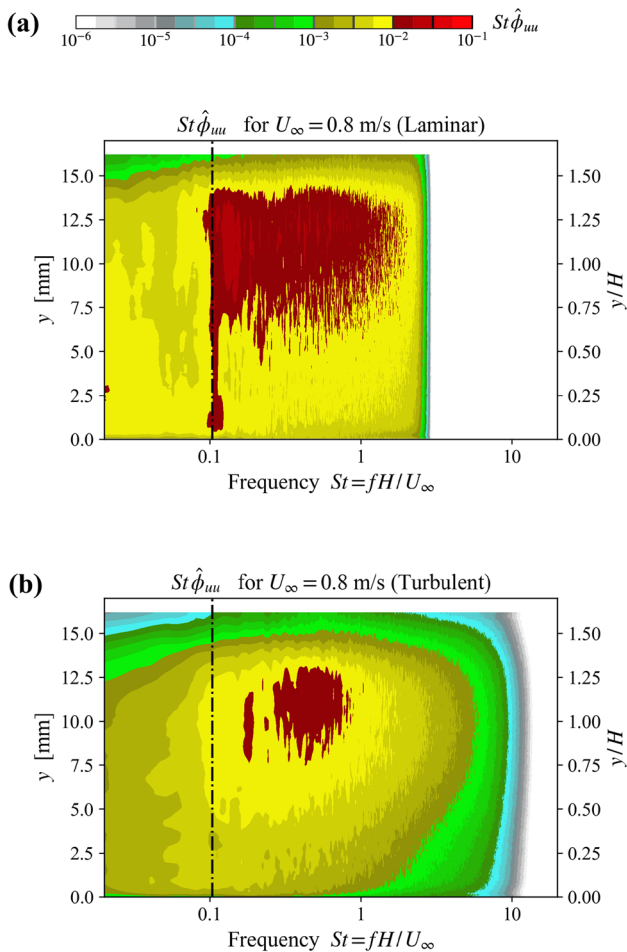 (a)
10⁻⁶ 10⁻⁵ 10⁻⁴ 10⁻³ 10⁻² 10⁻¹ St ϕ̂uu
St ϕ̂uu for U∞ = 0.8 m/s (Laminar)
15.0
12.5
10.0
7.5
5.0
2.5
0.0
y [mm]
1.50
1.25
1.00
0.75
0.50
0.25
0.00
y/H
0.1 1 10
Frequency St = fH / U∞
(b)
St ϕ̂uu for U∞ = 0.8 m/s (Turbulent)
15.0
12.5
10.0
7.5
5.0
2.5
0.0
y [mm]
1.50
1.25
1.00
0.75
0.50
0.25
0.00
y/H
0.1 1 10
Frequency St = fH / U∞